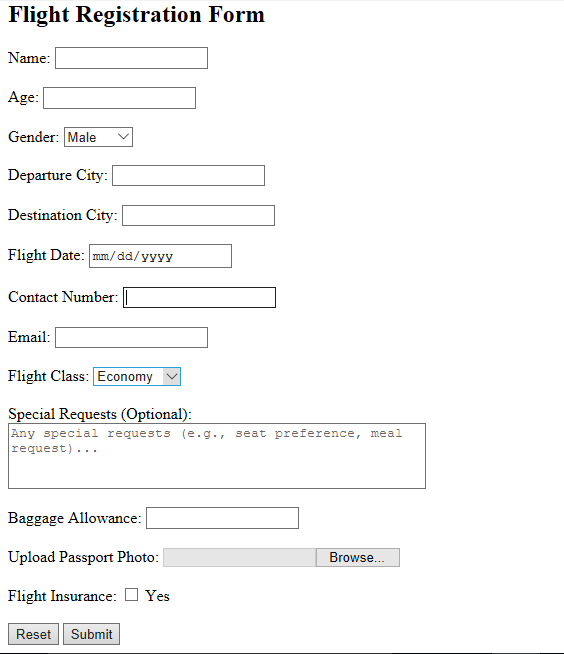 Flight Registration Form
Name:
Age:
Gender: Male
Departure City:
Destination City:
Flight Date: mm/dd/yyyy
Contact Number:
Email:
Flight Class: Economy
Special Requests (Optional):
Any special requests (e.g., seat preference, meal
request)...
Baggage Allowance:
Upload Passport Photo: Browse...
Flight Insurance: Yes
Reset Submit